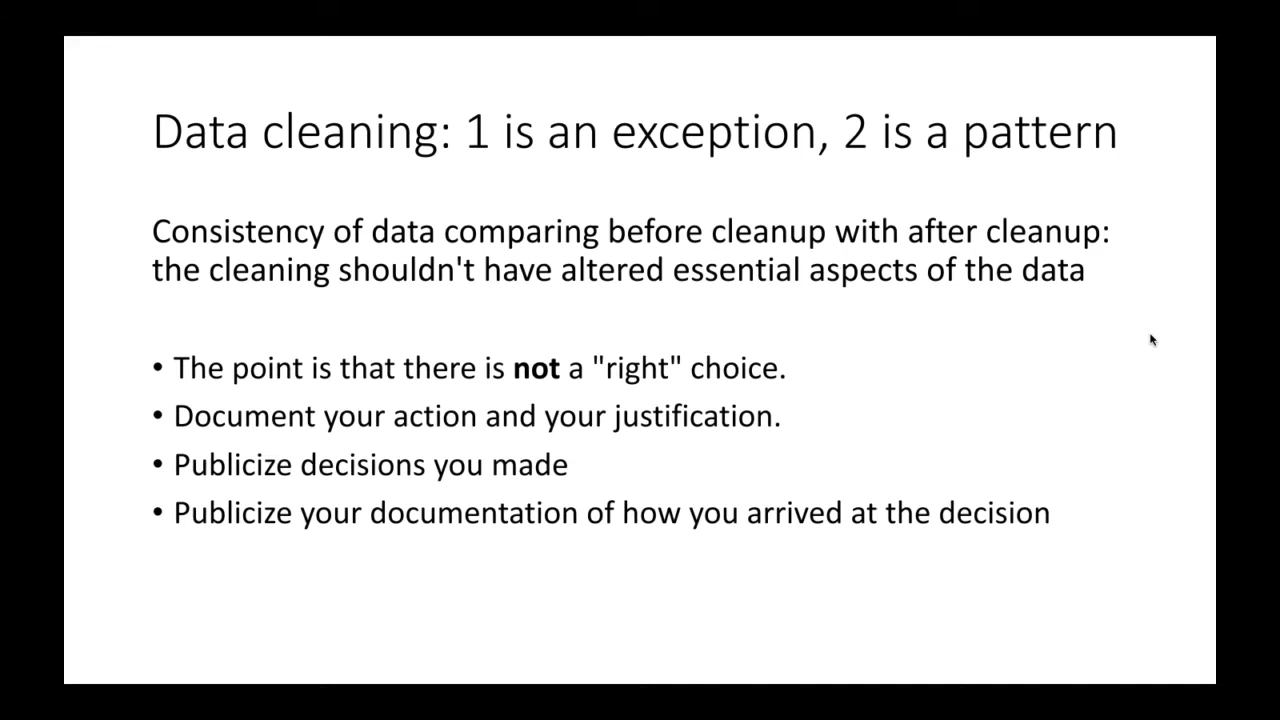 Data cleaning: 1 is an exception, 2 is a pattern
Consistency of data comparing before cleanup with after cleanup:
the cleaning shouldn't have altered essential aspects of the data
• The point is that there is not a "right" choice.
• Document your action and your justification.
• Publicize decisions you made
• Publicize your documentation of how you arrived at the decision